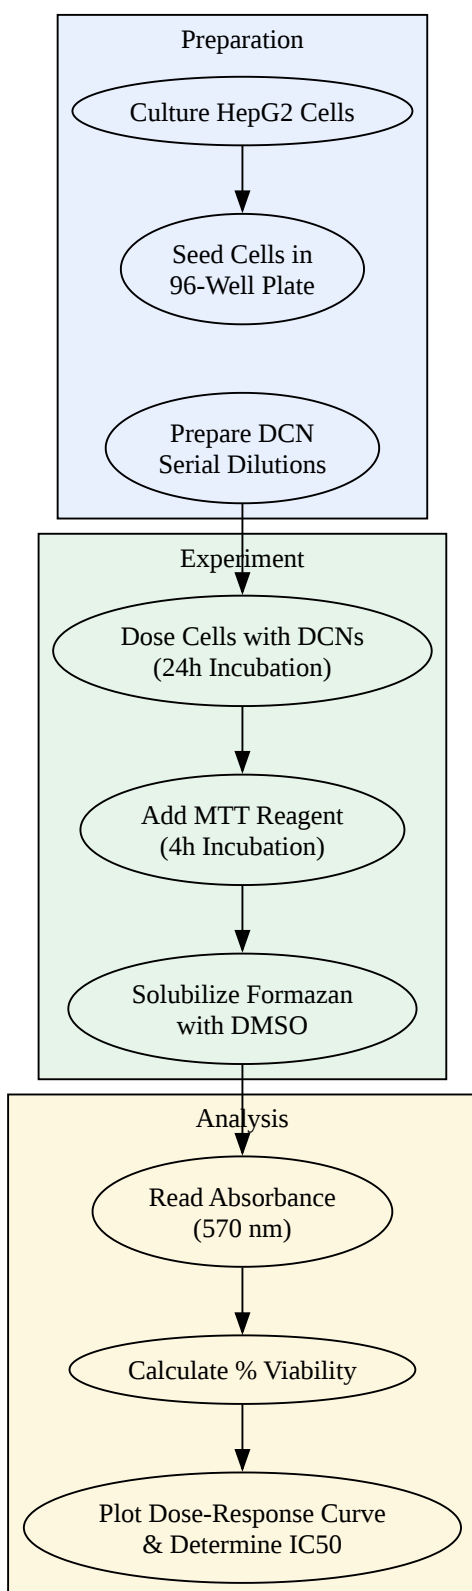 Preparation
Culture HepG2 Cells
Seed Cells in
96-Well Plate
Prepare DCN
Serial Dilutions
Experiment
Dose Cells with DCNs
(24h Incubation)
Add MTT Reagent
(4h Incubation)
Solubilize Formazan
with DMSO
Analysis
Read Absorbance
(570 nm)
Calculate % Viability
Plot Dose-Response Curve
& Determine IC50